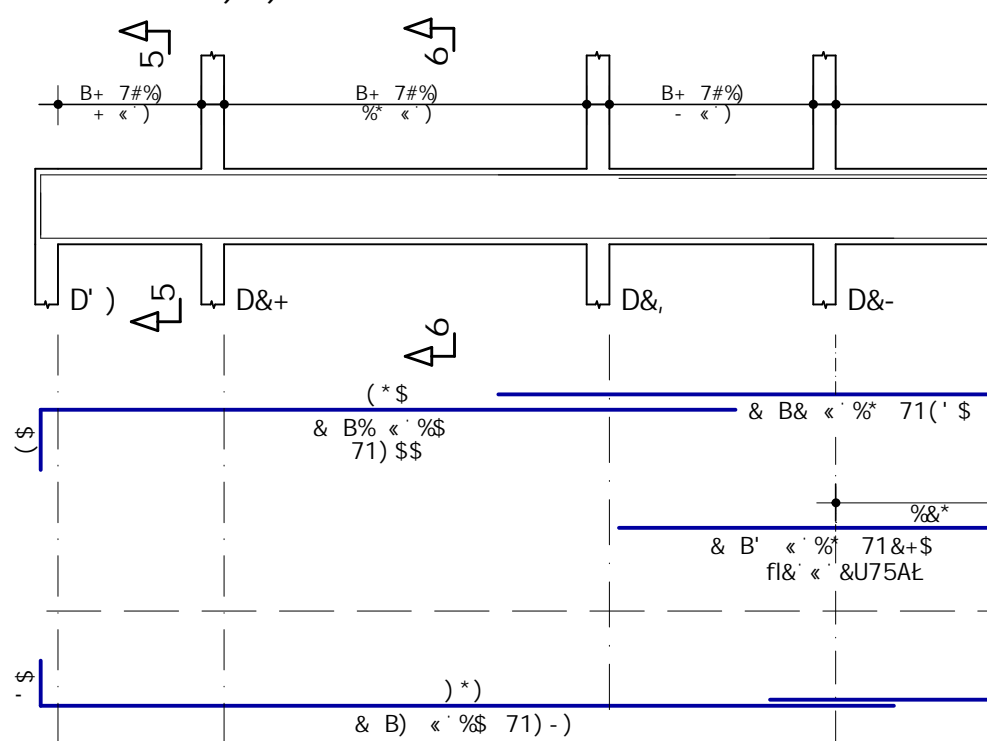 5
6
B+ 7#%)
+ « ˙ )
B+ 7#%)
%* « ˙ )
B+ 7#%)
- « ˙ )
D' )
5
D&+
6
D&,
D&-
( * $
& B% « ˙ %$
71) $$
( $
& B& « ˙ %* 71( ' $
%&*
& B' « ˙ %* 71&+$
fl&˙ « ˙ &U75AŁ
- $
) * )
& B) « ˙ %$ 71) - )